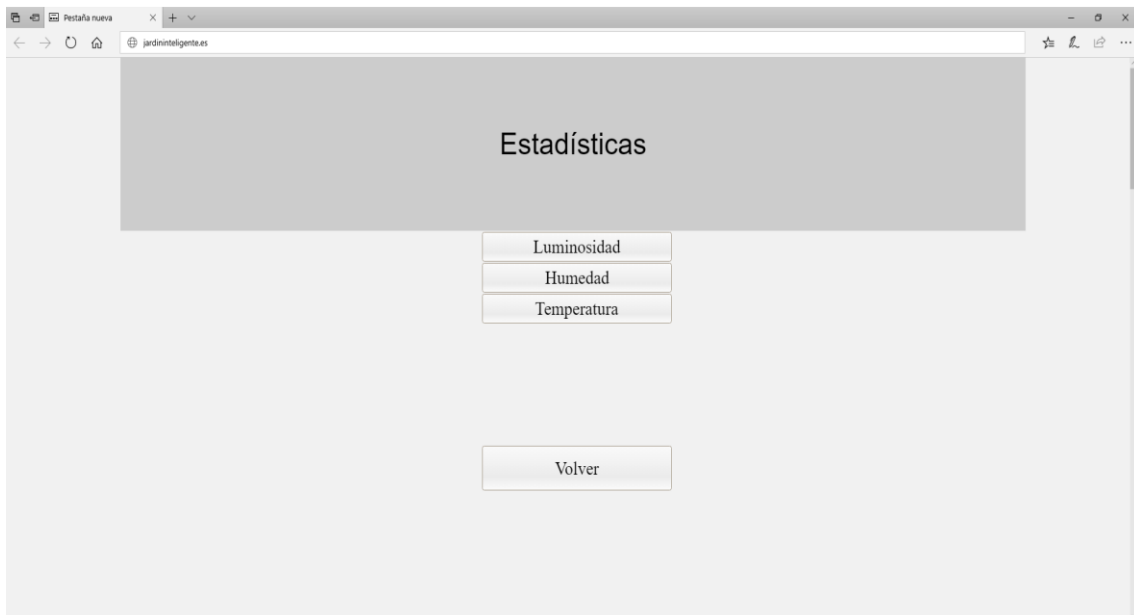 Pestaña nueva
jardininteligente.es
Estadísticas
Luminosidad
Humedad
Temperatura
Volver